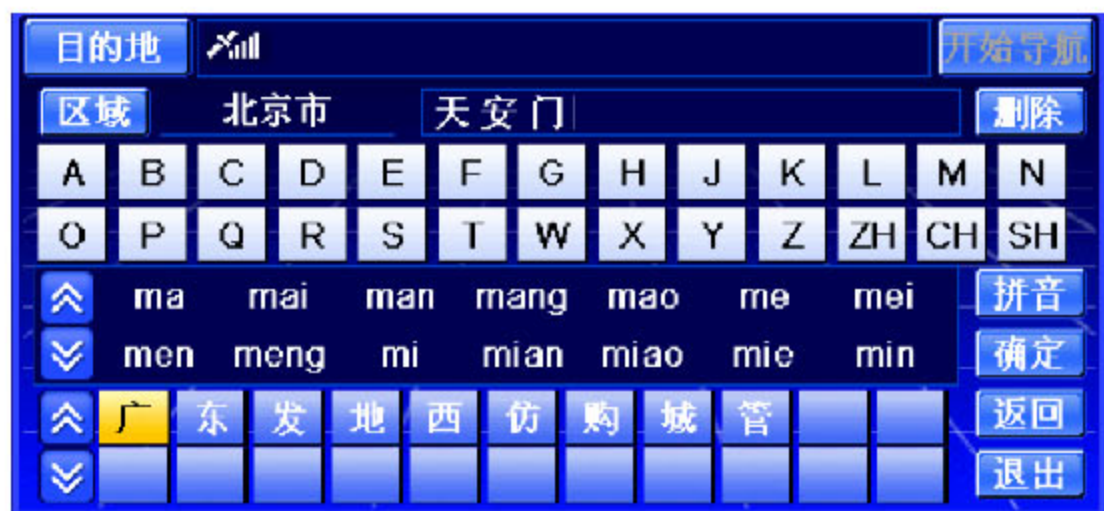 目的地 开始导航
区域 北京市 天安门 删除
A B C D E F G H J K L M N
O P Q R S T W X Y Z ZH CH SH
ma mai man mang mao me mei 拼音
men meng mi mian miao mie min 确定
广 东 发 地 西 仿 购 城 管 返回
退出